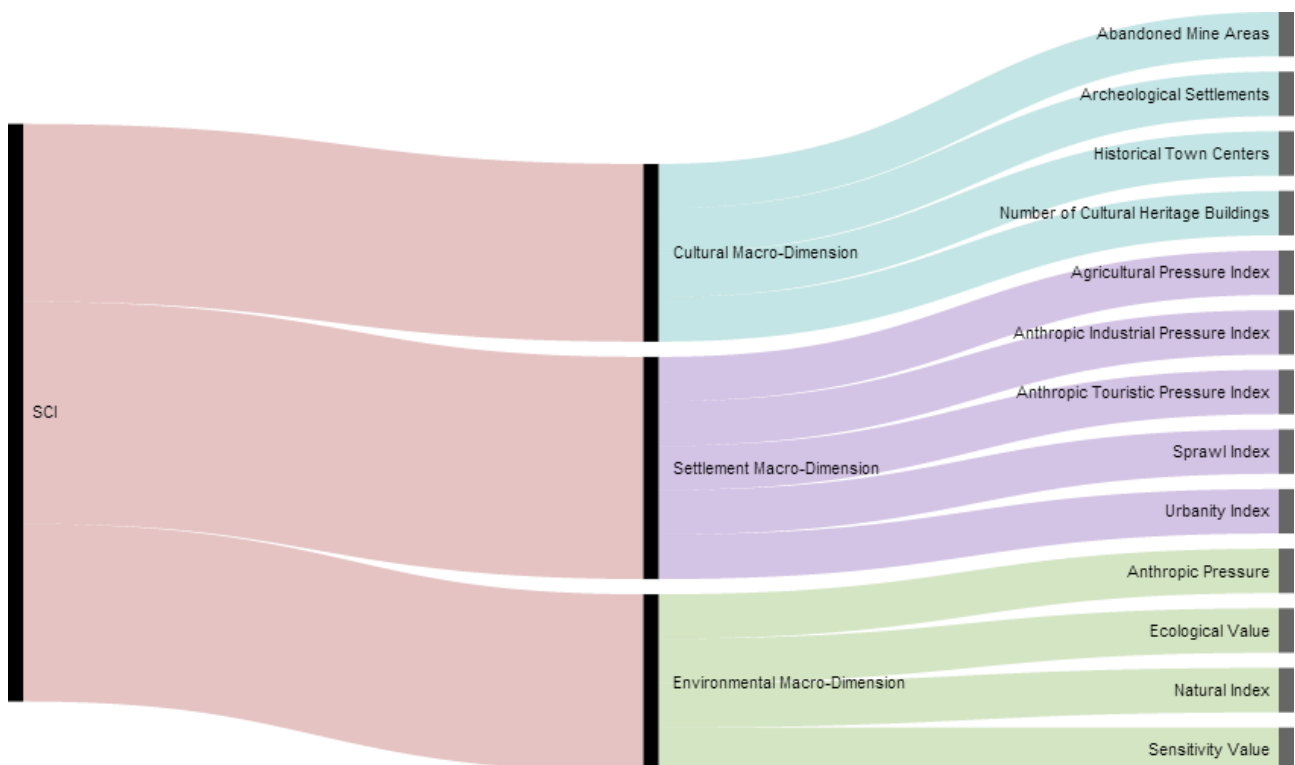 SCI
Cultural Macro-Dimension
Settlement Macro-Dimension
Environmental Macro-Dimension
Abandoned Mine Areas
Archeological Settlements
Historical Town Centers
Number of Cultural Heritage Buildings
Agricultural Pressure Index
Anthropic Industrial Pressure Index
Anthropic Touristic Pressure Index
Sprawl Index
Urbanity Index
Anthropic Pressure
Ecological Value
Natural Index
Sensitivity Value